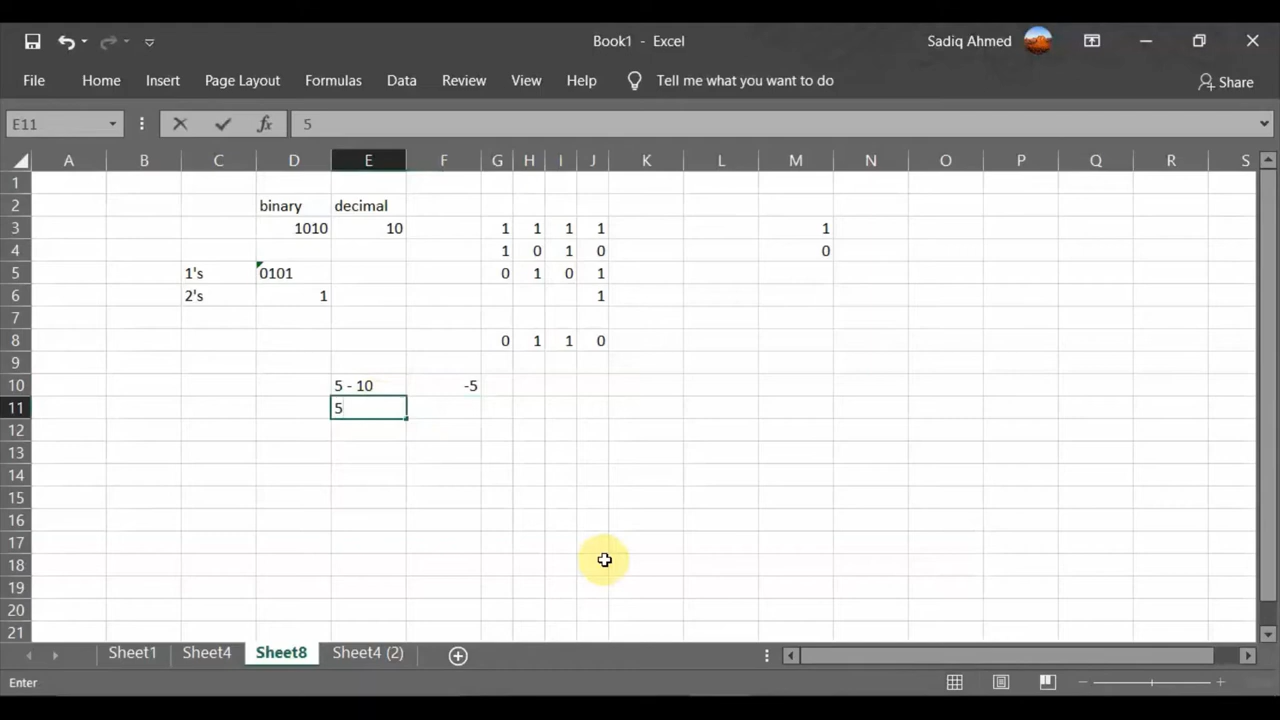 Book1 - Excel
Sadiq Ahmed
File Home Insert Page Layout Formulas Data Review View Help Tell me what you want to do Share
E11 fx 5
A B C D E F G H I J K L M N O P Q R S
1
2 binary decimal
3 1010 10 1 1 1 1 1
4 1 0 1 0 0
5 1's 0101 0 1 0 1
6 2's 1 1
7
8 0 1 1 0
9
10 5 - 10 -5
11 5
12
13
14
15
16
17
18
19
20
21
Sheet1 Sheet4 Sheet8 Sheet4 (2)
Enter